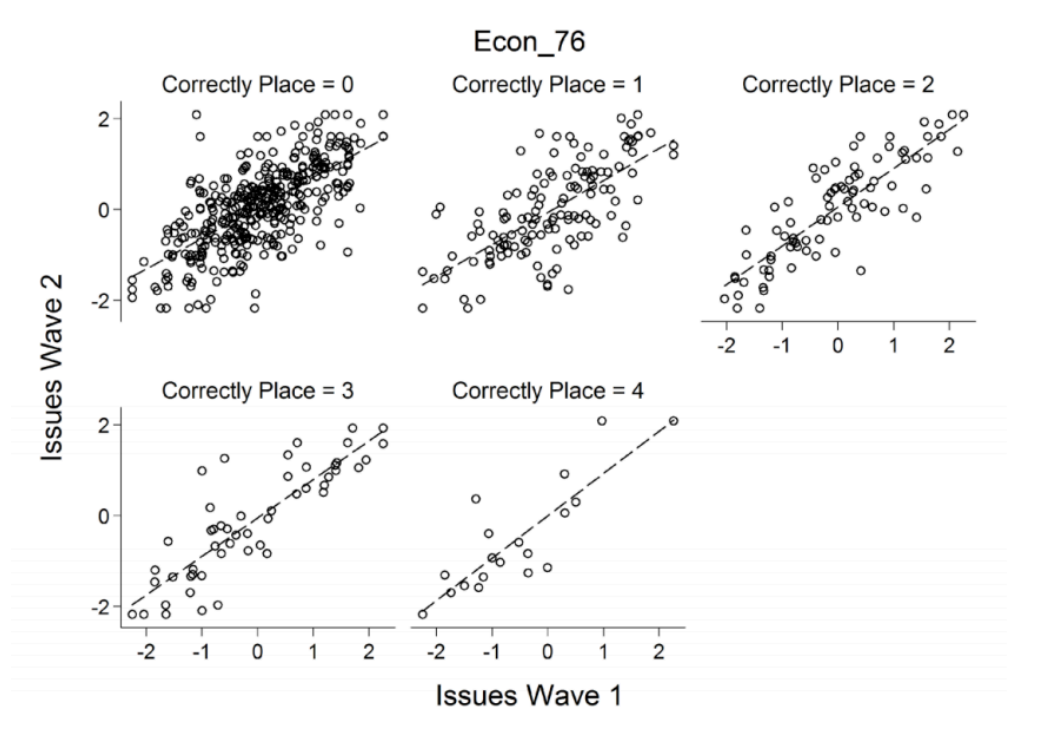 Econ_76
Correctly Place = 0
Correctly Place = 1
Correctly Place = 2
2
0
-2
-2 -1 0 1 2
Issues Wave 2
Correctly Place = 3
Correctly Place = 4
2
0
-2
-2 -1 0 1 2
-2 -1 0 1 2
Issues Wave 1